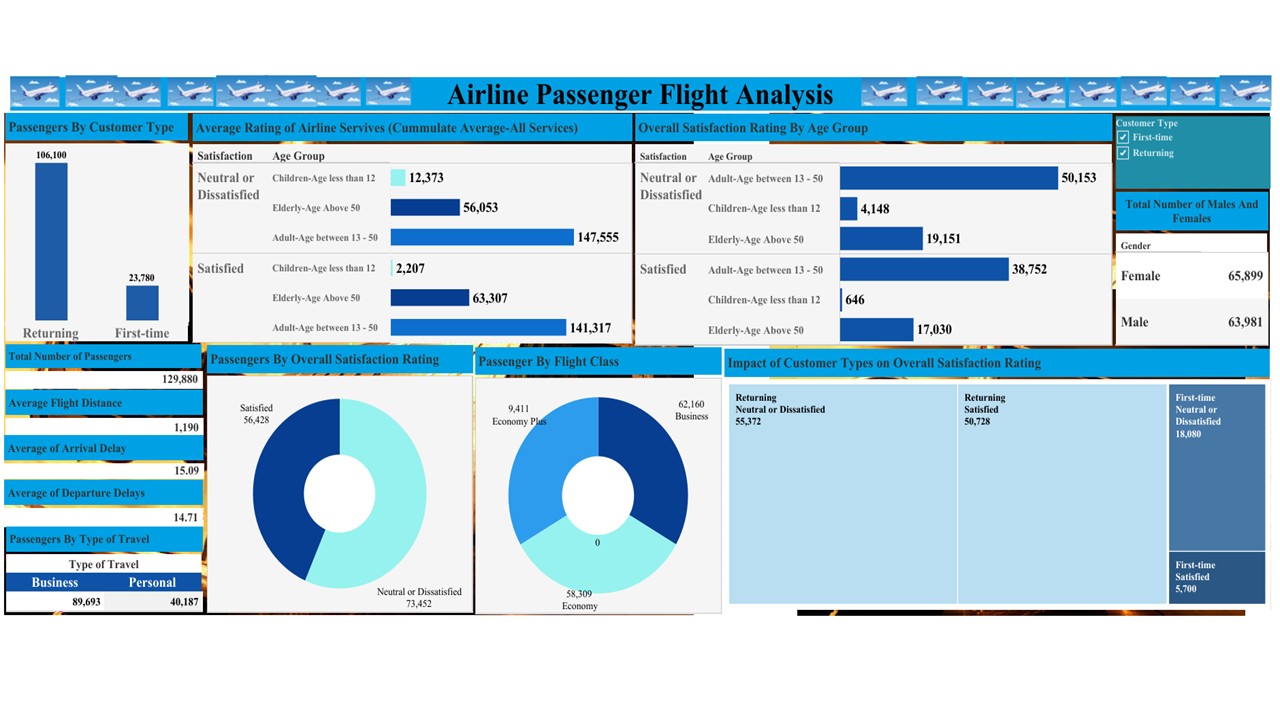 Airline Passenger Flight Analysis
Passengers By Customer Type
106,100
23,780
Returning First-time
Average Rating of Airline Servives (Cummulate Average-All Services)
Satisfaction Age Group
Neutral or
Dissatisfied
Children-Age less than 12 12,373
Elderly-Age Above 50 56,053
Adult-Age between 13 - 50 147,555
Satisfied
Children-Age less than 12 2,207
Elderly-Age Above 50 63,307
Adult-Age between 13 - 50 141,317
Overall Satisfaction Rating By Age Group
Satisfaction Age Group
Neutral or
Dissatisfied
Adult-Age between 13 - 50 50,153
Children-Age less than 12 4,148
Elderly-Age Above 50 19,151
Satisfied
Adult-Age between 13 - 50 38,752
Children-Age less than 12 646
Elderly-Age Above 50 17,030
Customer Type
First-time
Returning
Total Number of Males And
Females
Gender
Female 65,899
Male 63,981
Total Number of Passengers
129,880
Average Flight Distance
1,190
Average of Arrival Delay
15.09
Average of Departure Delays
14.71
Passengers By Type of Travel
Type of Travel
Business Personal
89,693 40,187
Passengers By Overall Satisfaction Rating
Satisfied
56,428
Neutral or Dissatisfied
73,452
Passenger By Flight Class
9,411
Economy Plus
62,160
Business
0
58,309
Economy
Impact of Customer Types on Overall Satisfaction Rating
Returning
Neutral or Dissatisfied
55,372
Returning
Satisfied
50,728
First-time
Neutral or
Dissatisfied
18,080
First-time
Satisfied
5,700